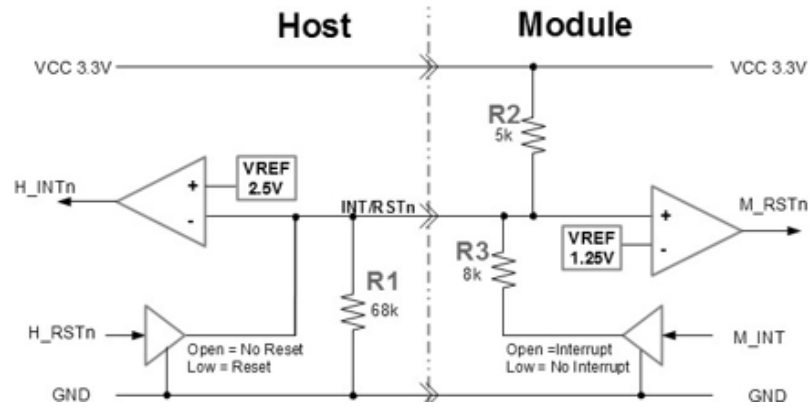 Host
Module
VCC 3.3V
VCC 3.3V
R2
5k
H_INTn
+
-
VREF
2.5V
INT/RSTn
+
-
M_RSTn
VREF
1.25V
R3
8k
R1
68k
H_RSTn
Open = No Reset
Low = Reset
Open =Interrupt
Low = No Interrupt
M_INT
GND
GND